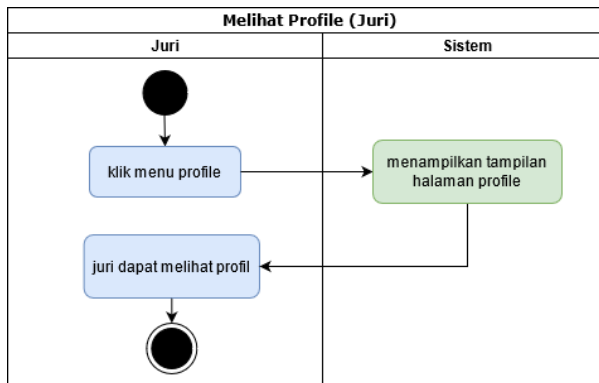 Melihat Profile (Juri)
Juri
Sistem
klik menu profile
menampilkan tampilan
halaman profile
juri dapat melihat profil